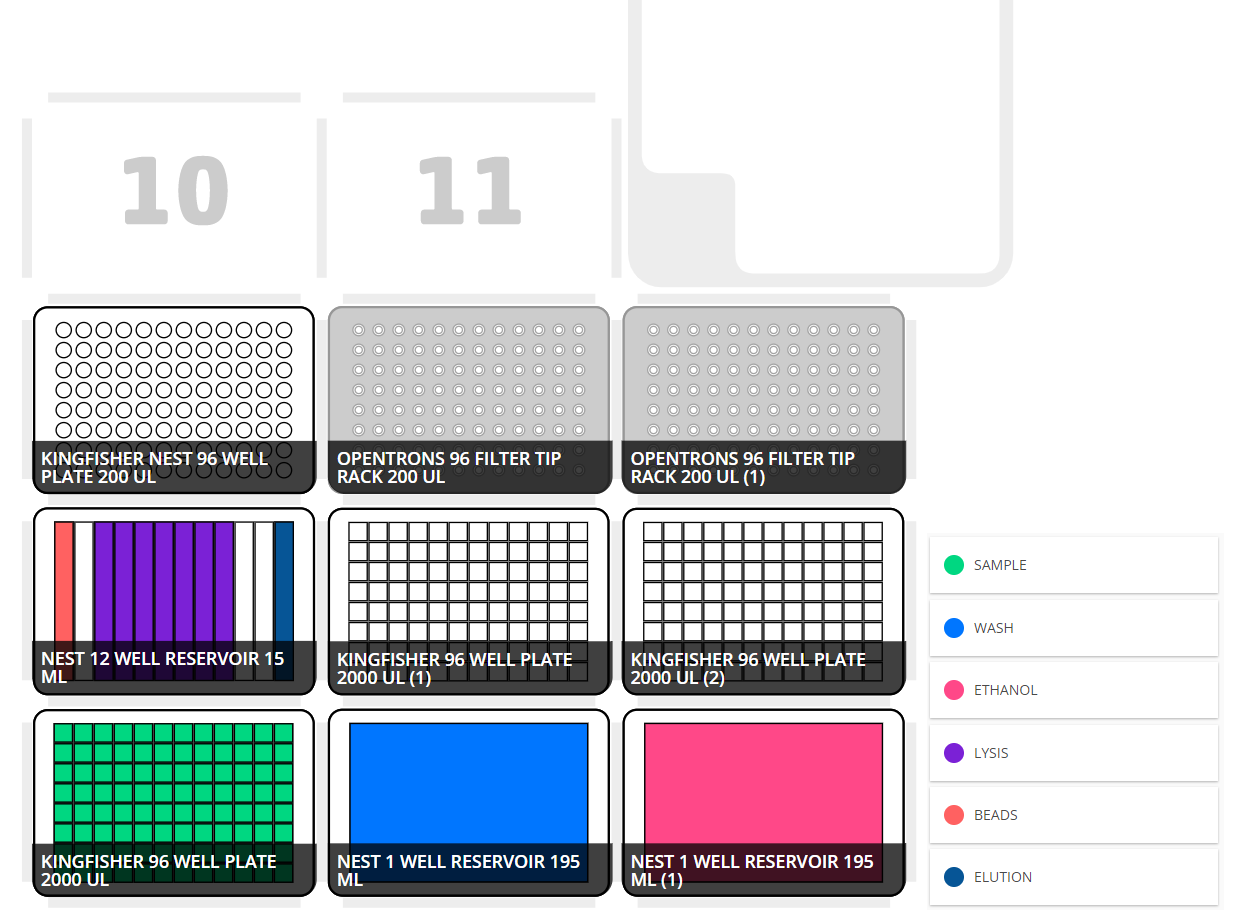 10
11
KINGFISHER NEST 96 WELL
PLATE 200 UL
OPENTRONS 96 FILTER TIP
RACK 200 UL
OPENTRONS 96 FILTER TIP
RACK 200 UL (1)
NEST 12 WELL RESERVOIR 15
ML
KINGFISHER 96 WELL PLATE
2000 UL (1)
KINGFISHER 96 WELL PLATE
2000 UL (2)
KINGFISHER 96 WELL PLATE
2000 UL
NEST 1 WELL RESERVOIR 195
ML
NEST 1 WELL RESERVOIR 195
ML (1)
SAMPLE
WASH
ETHANOL
LYSIS
BEADS
ELUTION